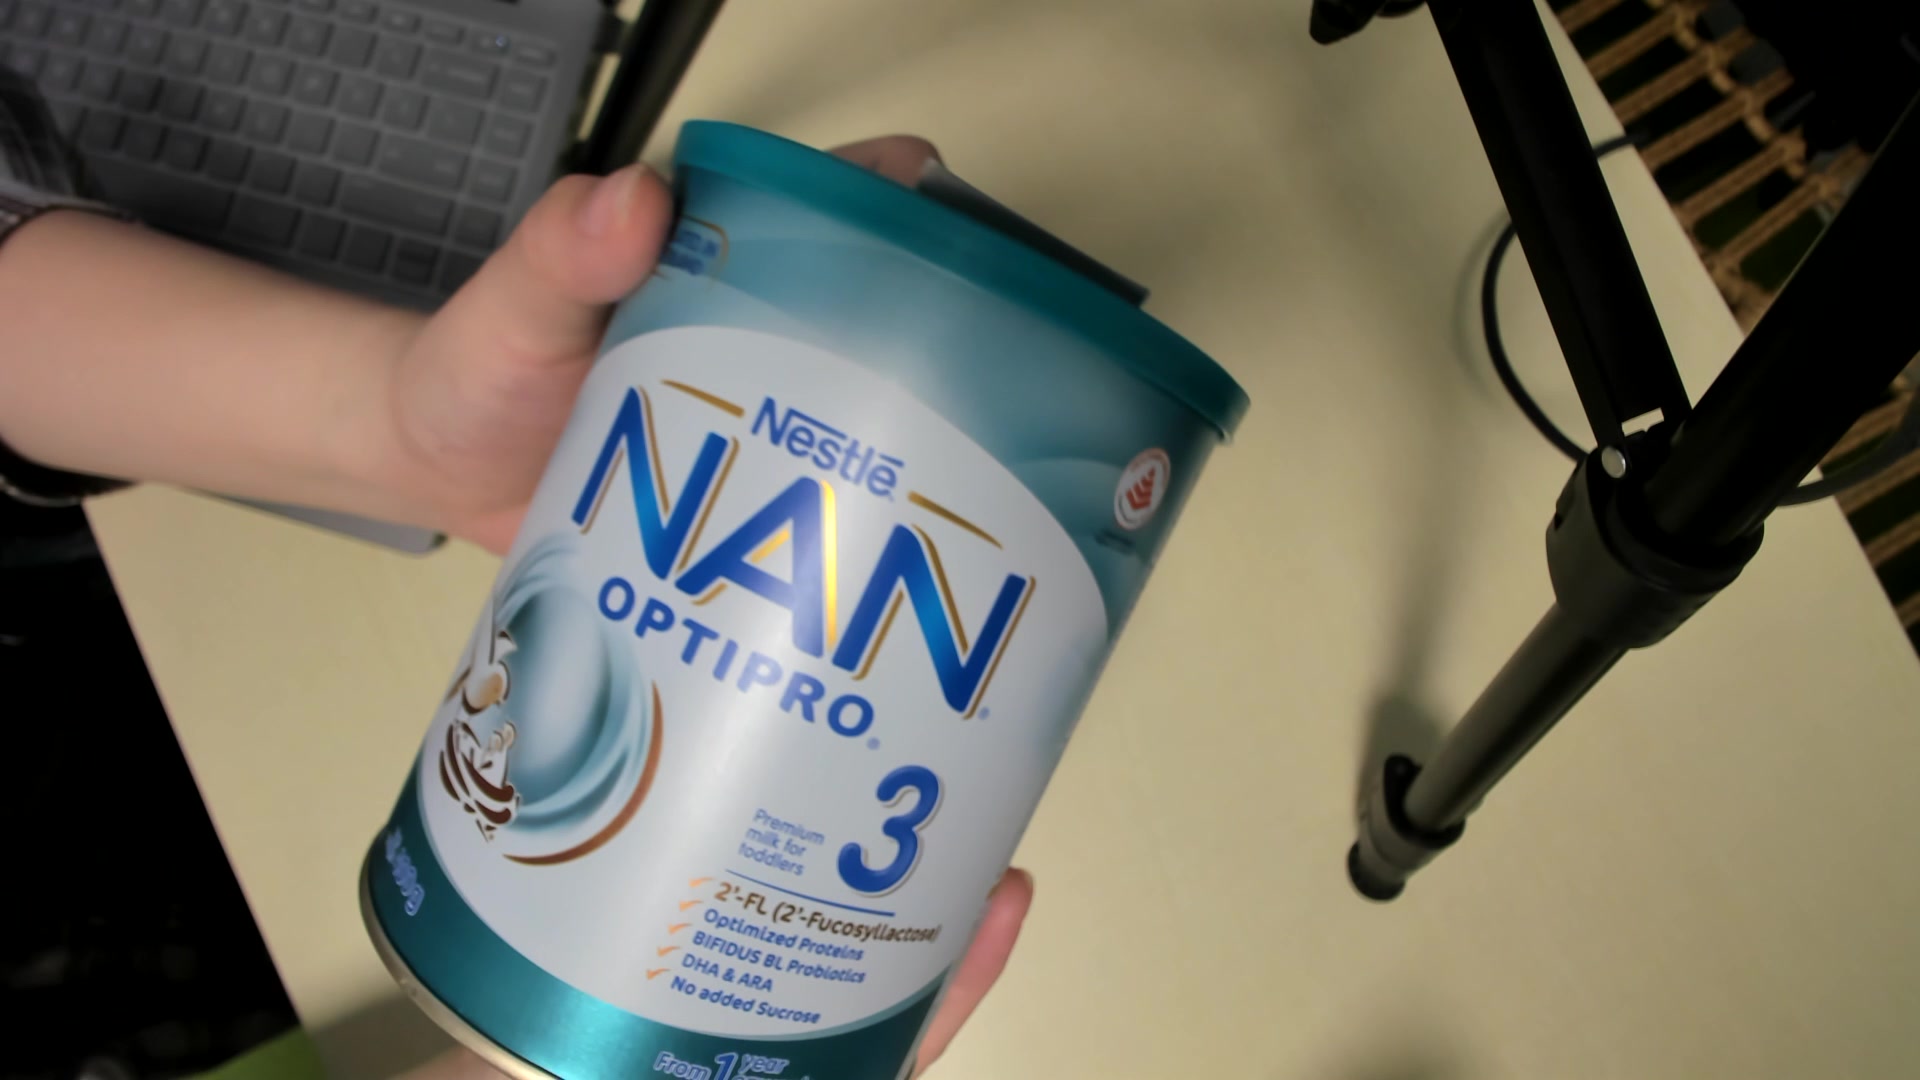 Nestlé
NAN®
OPTIPRO®
3
Premium
milk for
toddlers
2'-FL (2'-Fucosyllactose)
Optimized Proteins
BIFIDUS BL Probiotics
DHA & ARA
No added Sucrose
From 1 year